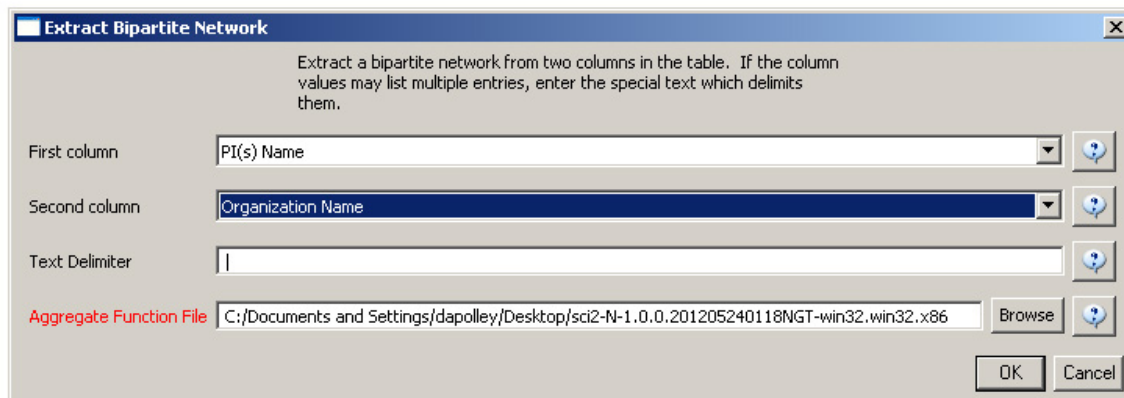 Extract Bipartite Network
Extract a bipartite network from two columns in the table. If the column
values may list multiple entries, enter the special text which delimits
them.
First column PI(s) Name
Second column Organization Name
Text Delimiter |
Aggregate Function File C:/Documents and Settings/dapolley/Desktop/sci2-N-1.0.0.201205240118NGT-win32.win32.x86 Browse
OK Cancel